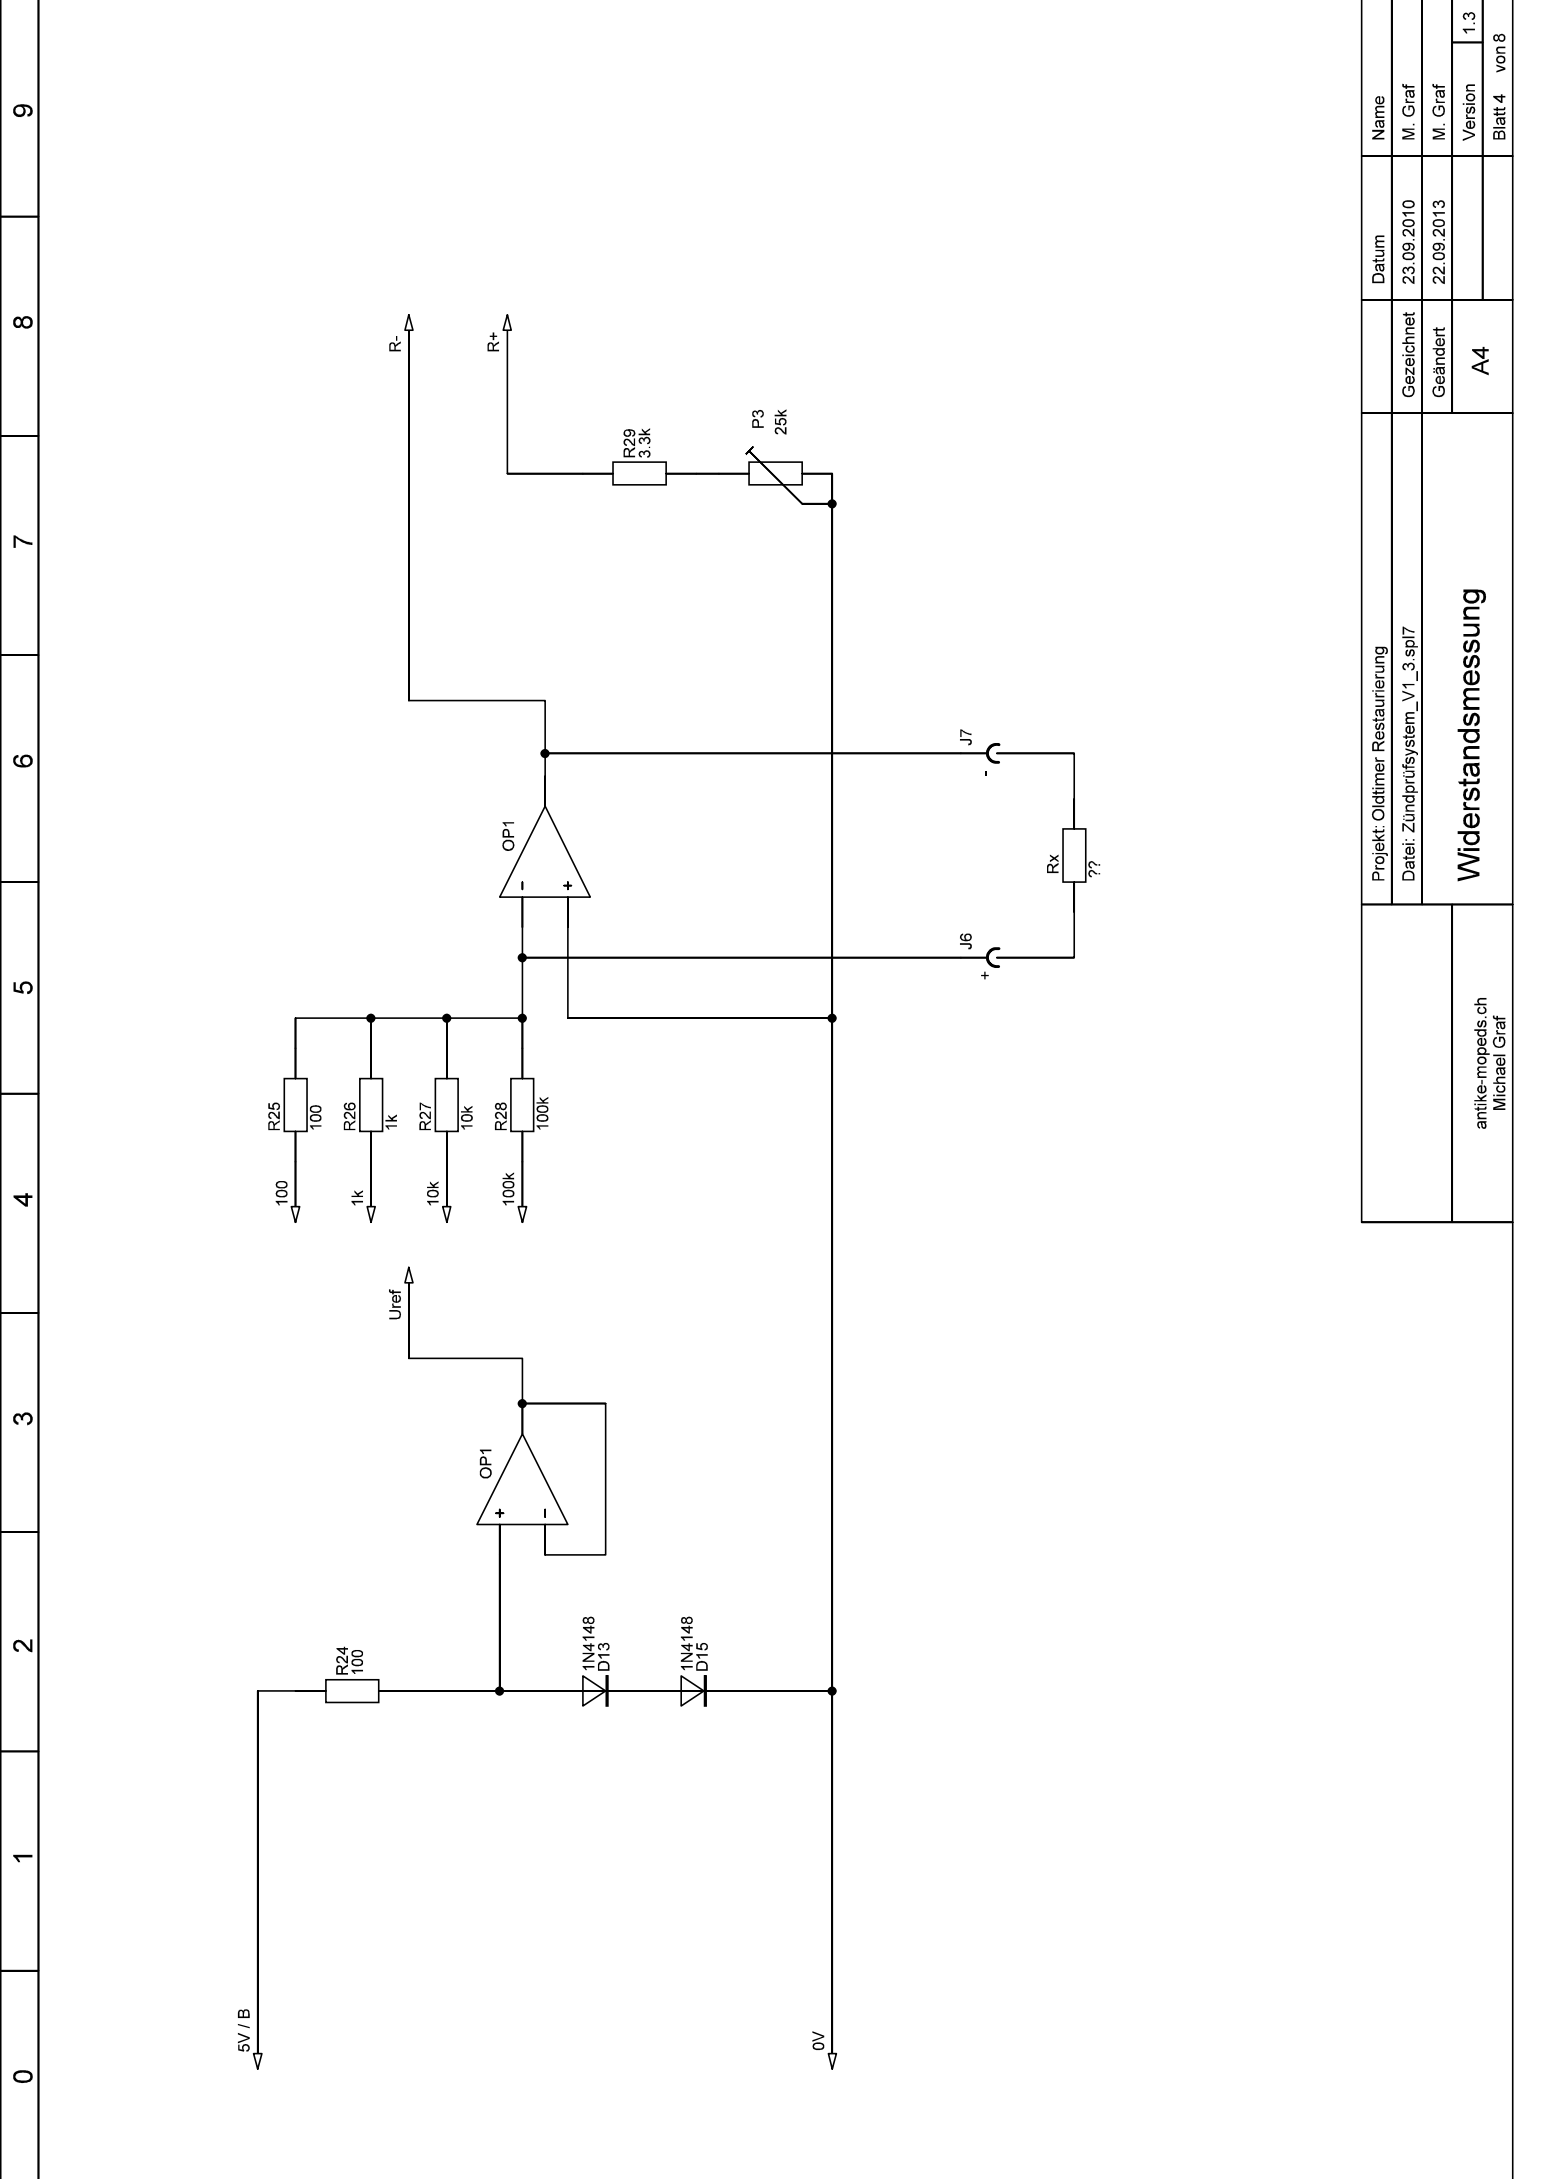 0 1 2 3 4 5 6 7 8 9
5V / B
0V
R24
100
1N4148
D13
1N4148
D15
+
-
OP1
Uref
100
R25
100
1k
R26
1k
10k
R27
10k
100k
R28
100k
-
+
OP1
J6
+
J7
-
Rx
??
R-
R+
R29
3.3k
P3
25k
antike-mopeds.ch
Michael Graf
Projekt: Oldtimer Restaurierung
Datei: Zündprüfsystem_V1_3.spl7
Widerstandsmessung
Datum Name
Gezeichnet 23.09.2010 M. Graf
Geändert 22.09.2013 M. Graf
A4
Version 1.3
Blatt 4 von 8